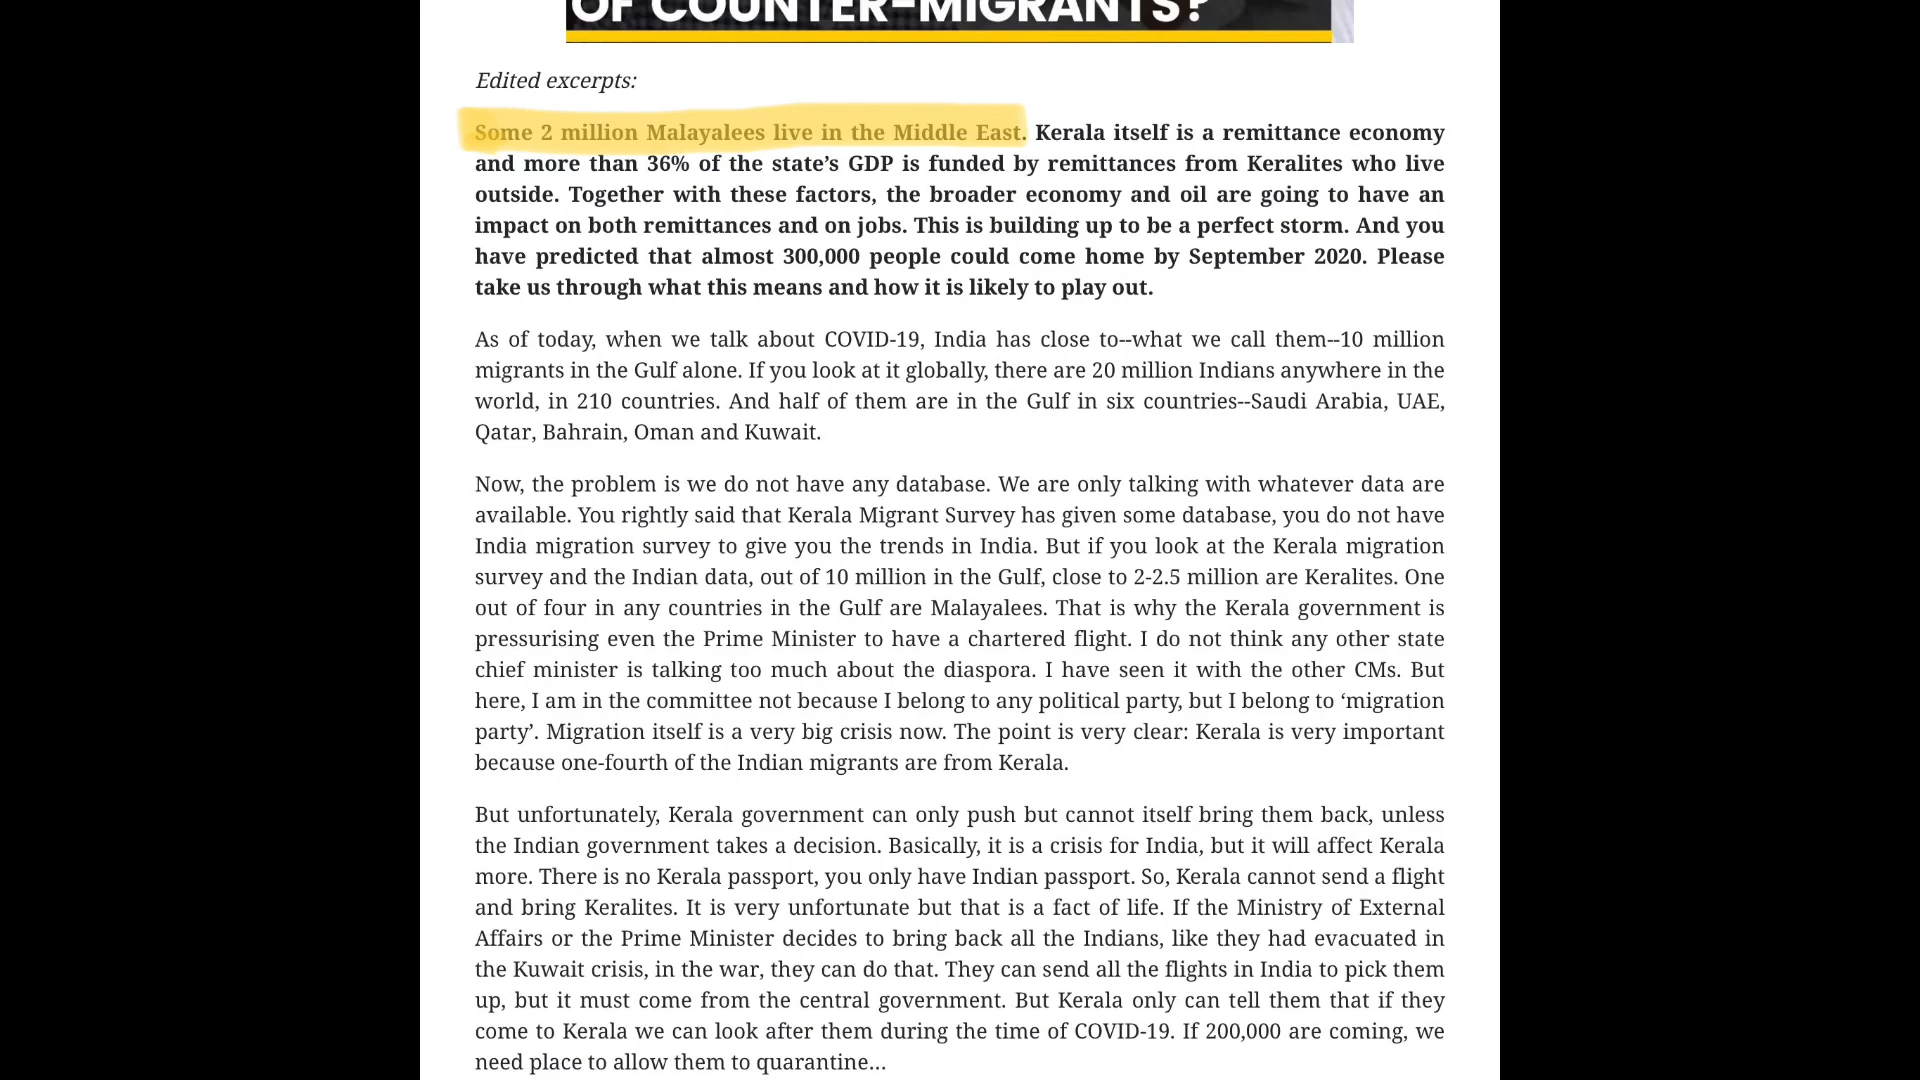 OF COUNTER-MIGRANTS?
Edited excerpts:
Some 2 million Malayalees live in the Middle East. Kerala itself is a remittance economy
and more than 36% of the state’s GDP is funded by remittances from Keralites who live
outside. Together with these factors, the broader economy and oil are going to have an
impact on both remittances and on jobs. This is building up to be a perfect storm. And you
have predicted that almost 300,000 people could come home by September 2020. Please
take us through what this means and how it is likely to play out.
As of today, when we talk about COVID-19, India has close to--what we call them--10 million
migrants in the Gulf alone. If you look at it globally, there are 20 million Indians anywhere in the
world, in 210 countries. And half of them are in the Gulf in six countries--Saudi Arabia, UAE,
Qatar, Bahrain, Oman and Kuwait.
Now, the problem is we do not have any database. We are only talking with whatever data are
available. You rightly said that Kerala Migrant Survey has given some database, you do not have
India migration survey to give you the trends in India. But if you look at the Kerala migration
survey and the Indian data, out of 10 million in the Gulf, close to 2-2.5 million are Keralites. One
out of four in any countries in the Gulf are Malayalees. That is why the Kerala government is
pressurising even the Prime Minister to have a chartered flight. I do not think any other state
chief minister is talking too much about the diaspora. I have seen it with the other CMs. But
here, I am in the committee not because I belong to any political party, but I belong to ‘migration
party’. Migration itself is a very big crisis now. The point is very clear: Kerala is very important
because one-fourth of the Indian migrants are from Kerala.
But unfortunately, Kerala government can only push but cannot itself bring them back, unless
the Indian government takes a decision. Basically, it is a crisis for India, but it will affect Kerala
more. There is no Kerala passport, you only have Indian passport. So, Kerala cannot send a flight
and bring Keralites. It is very unfortunate but that is a fact of life. If the Ministry of External
Affairs or the Prime Minister decides to bring back all the Indians, like they had evacuated in
the Kuwait crisis, in the war, they can do that. They can send all the flights in India to pick them
up, but it must come from the central government. But Kerala only can tell them that if they
come to Kerala we can look after them during the time of COVID-19. If 200,000 are coming, we
need place to allow them to quarantine...